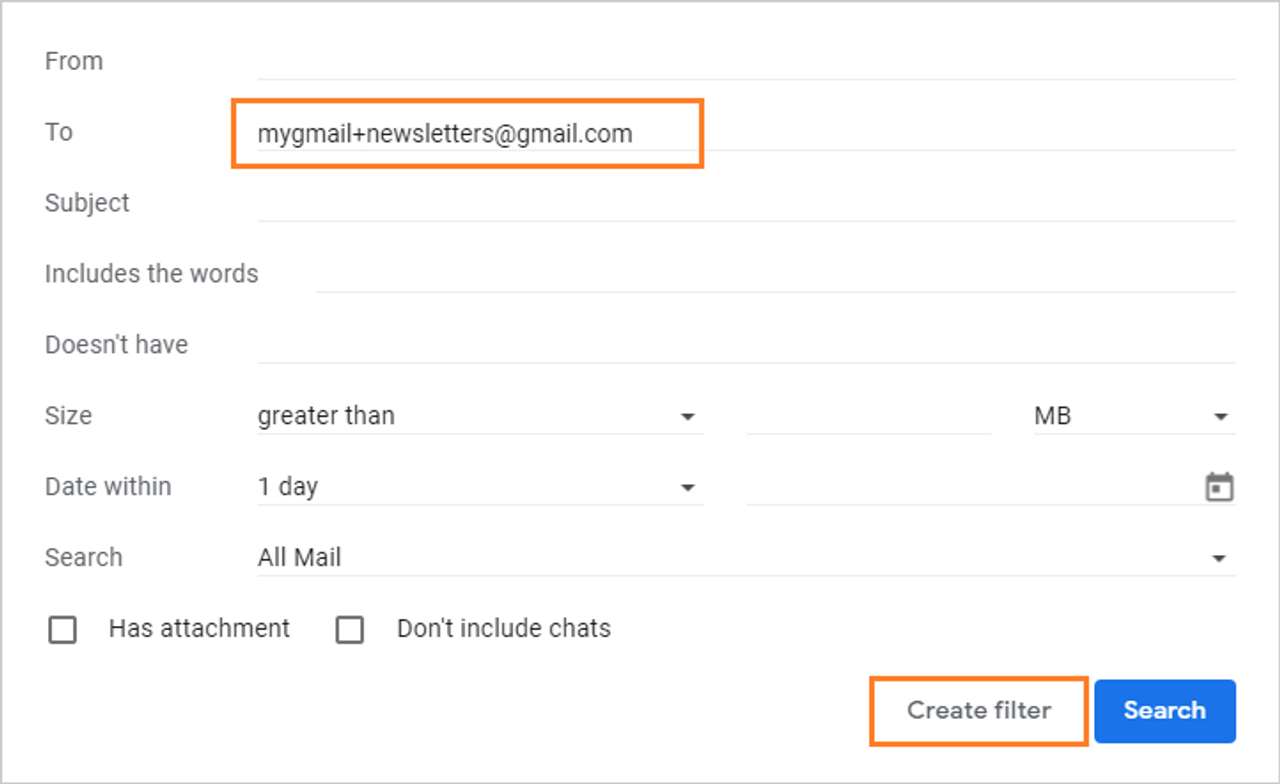 From
To mygmail+newsletters@gmail.com
Subject
Includes the words
Doesn't have
Size greater than MB
Date within 1 day
Search All Mail
Has attachment Don't include chats
Create filter Search